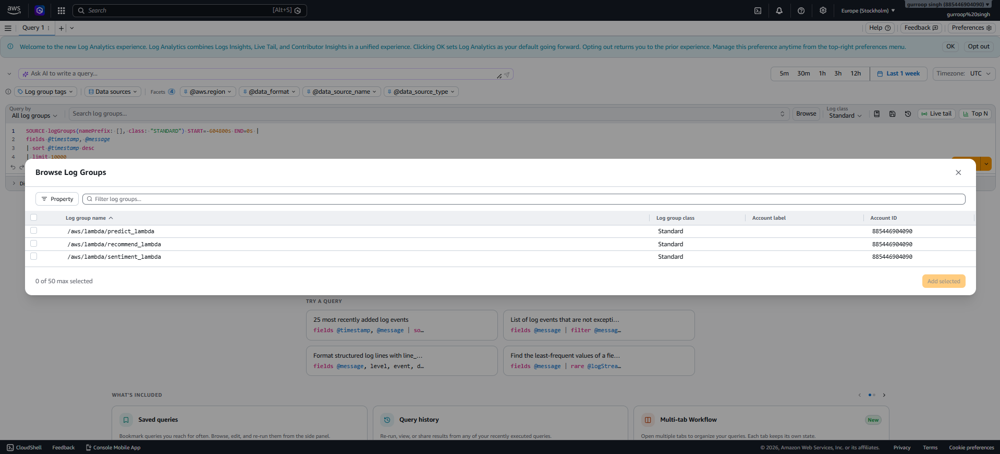 aws
Search
[Alt+S]
Europe (Stockholm)
gurroop singh (885446904090)
gurroop%20singh
Query 1
Help
Feedback
Preferences
Welcome to the new Log Analytics experience. Log Analytics combines Logs Insights, Live Tail, and Contributor Insights in a unified experience. Clicking OK sets Log Analytics as your default going forward. Opting out returns you to the prior experience. Manage this preference anytime from the top-right preferences menu.
OK
Opt out
Ask AI to write a query...
5m 30m 1h 3h 12h
Last 1 week
Timezone: UTC
Log group tags
Data sources
Facets 4
@aws.region
@data_format
@data_source_name
@data_source_type
Query by
All log groups
Search log groups...
Browse
Log class
Standard
Live tail
Top N
1 SOURCE logGroups(namePrefix: [], class: "STANDARD") START=-604800s END=0s |
2 fields @timestamp, @message
3 | sort @timestamp desc
4 | limit 10000
Browse Log Groups
Property
Filter log groups...
Log group name
Log group class
Account label
Account ID
/aws/lambda/predict_lambda Standard 885446904090
/aws/lambda/recommend_lambda Standard 885446904090
/aws/lambda/sentiment_lambda Standard 885446904090
0 of 50 max selected
Add selected
TRY A QUERY
25 most recently added log events
fields @timestamp, @message | so…
List of log events that are not excepti…
fields @message | filter @messag…
Format structured log lines with line_…
fields @message, level, event, d…
Find the least-frequent values of a fie…
fields @message | rare @logStrea…
WHAT'S INCLUDED
Saved queries
Bookmark queries you reach for often. Browse, edit, and re-run them from the side panel.
Query history
Re-run, view, or share results from any of your recently executed queries.
Multi-tab Workflow
New
Open multiple tabs to organize your queries. Each tab keeps its own state.
CloudShell
Feedback
Console Mobile App
© 2026, Amazon Web Services, Inc. or its affiliates.
Privacy
Terms
Cookie preferences